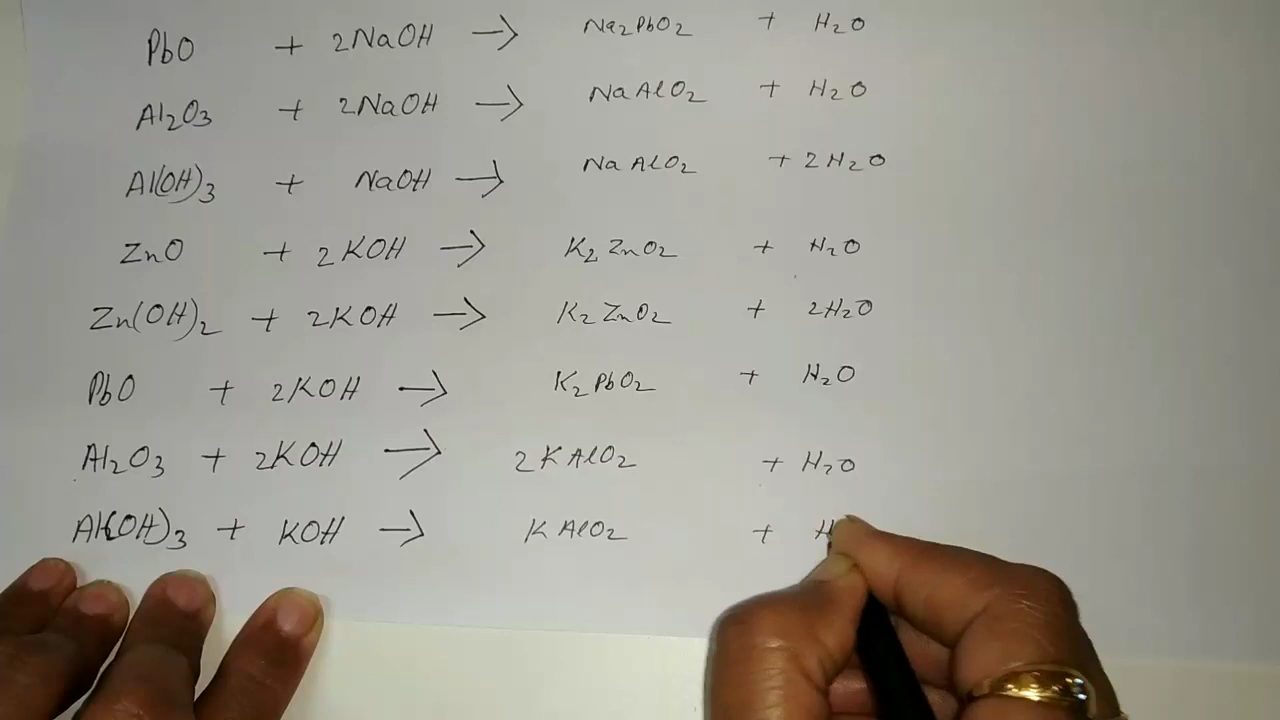 PbO + 2NaOH → Na2PbO2 + H2O
Al2O3 + 2NaOH → NaAlO2 + H2O
Al(OH)3 + NaOH → NaAlO2 + 2H2O
ZnO + 2KOH → K2ZnO2 + H2O
Zn(OH)2 + 2KOH → K2ZnO2 + 2H2O
PbO + 2KOH → K2PbO2 + H2O
Al2O3 + 2KOH → 2KAlO2 + H2O
Al(OH)3 + KOH → KAlO2 + H